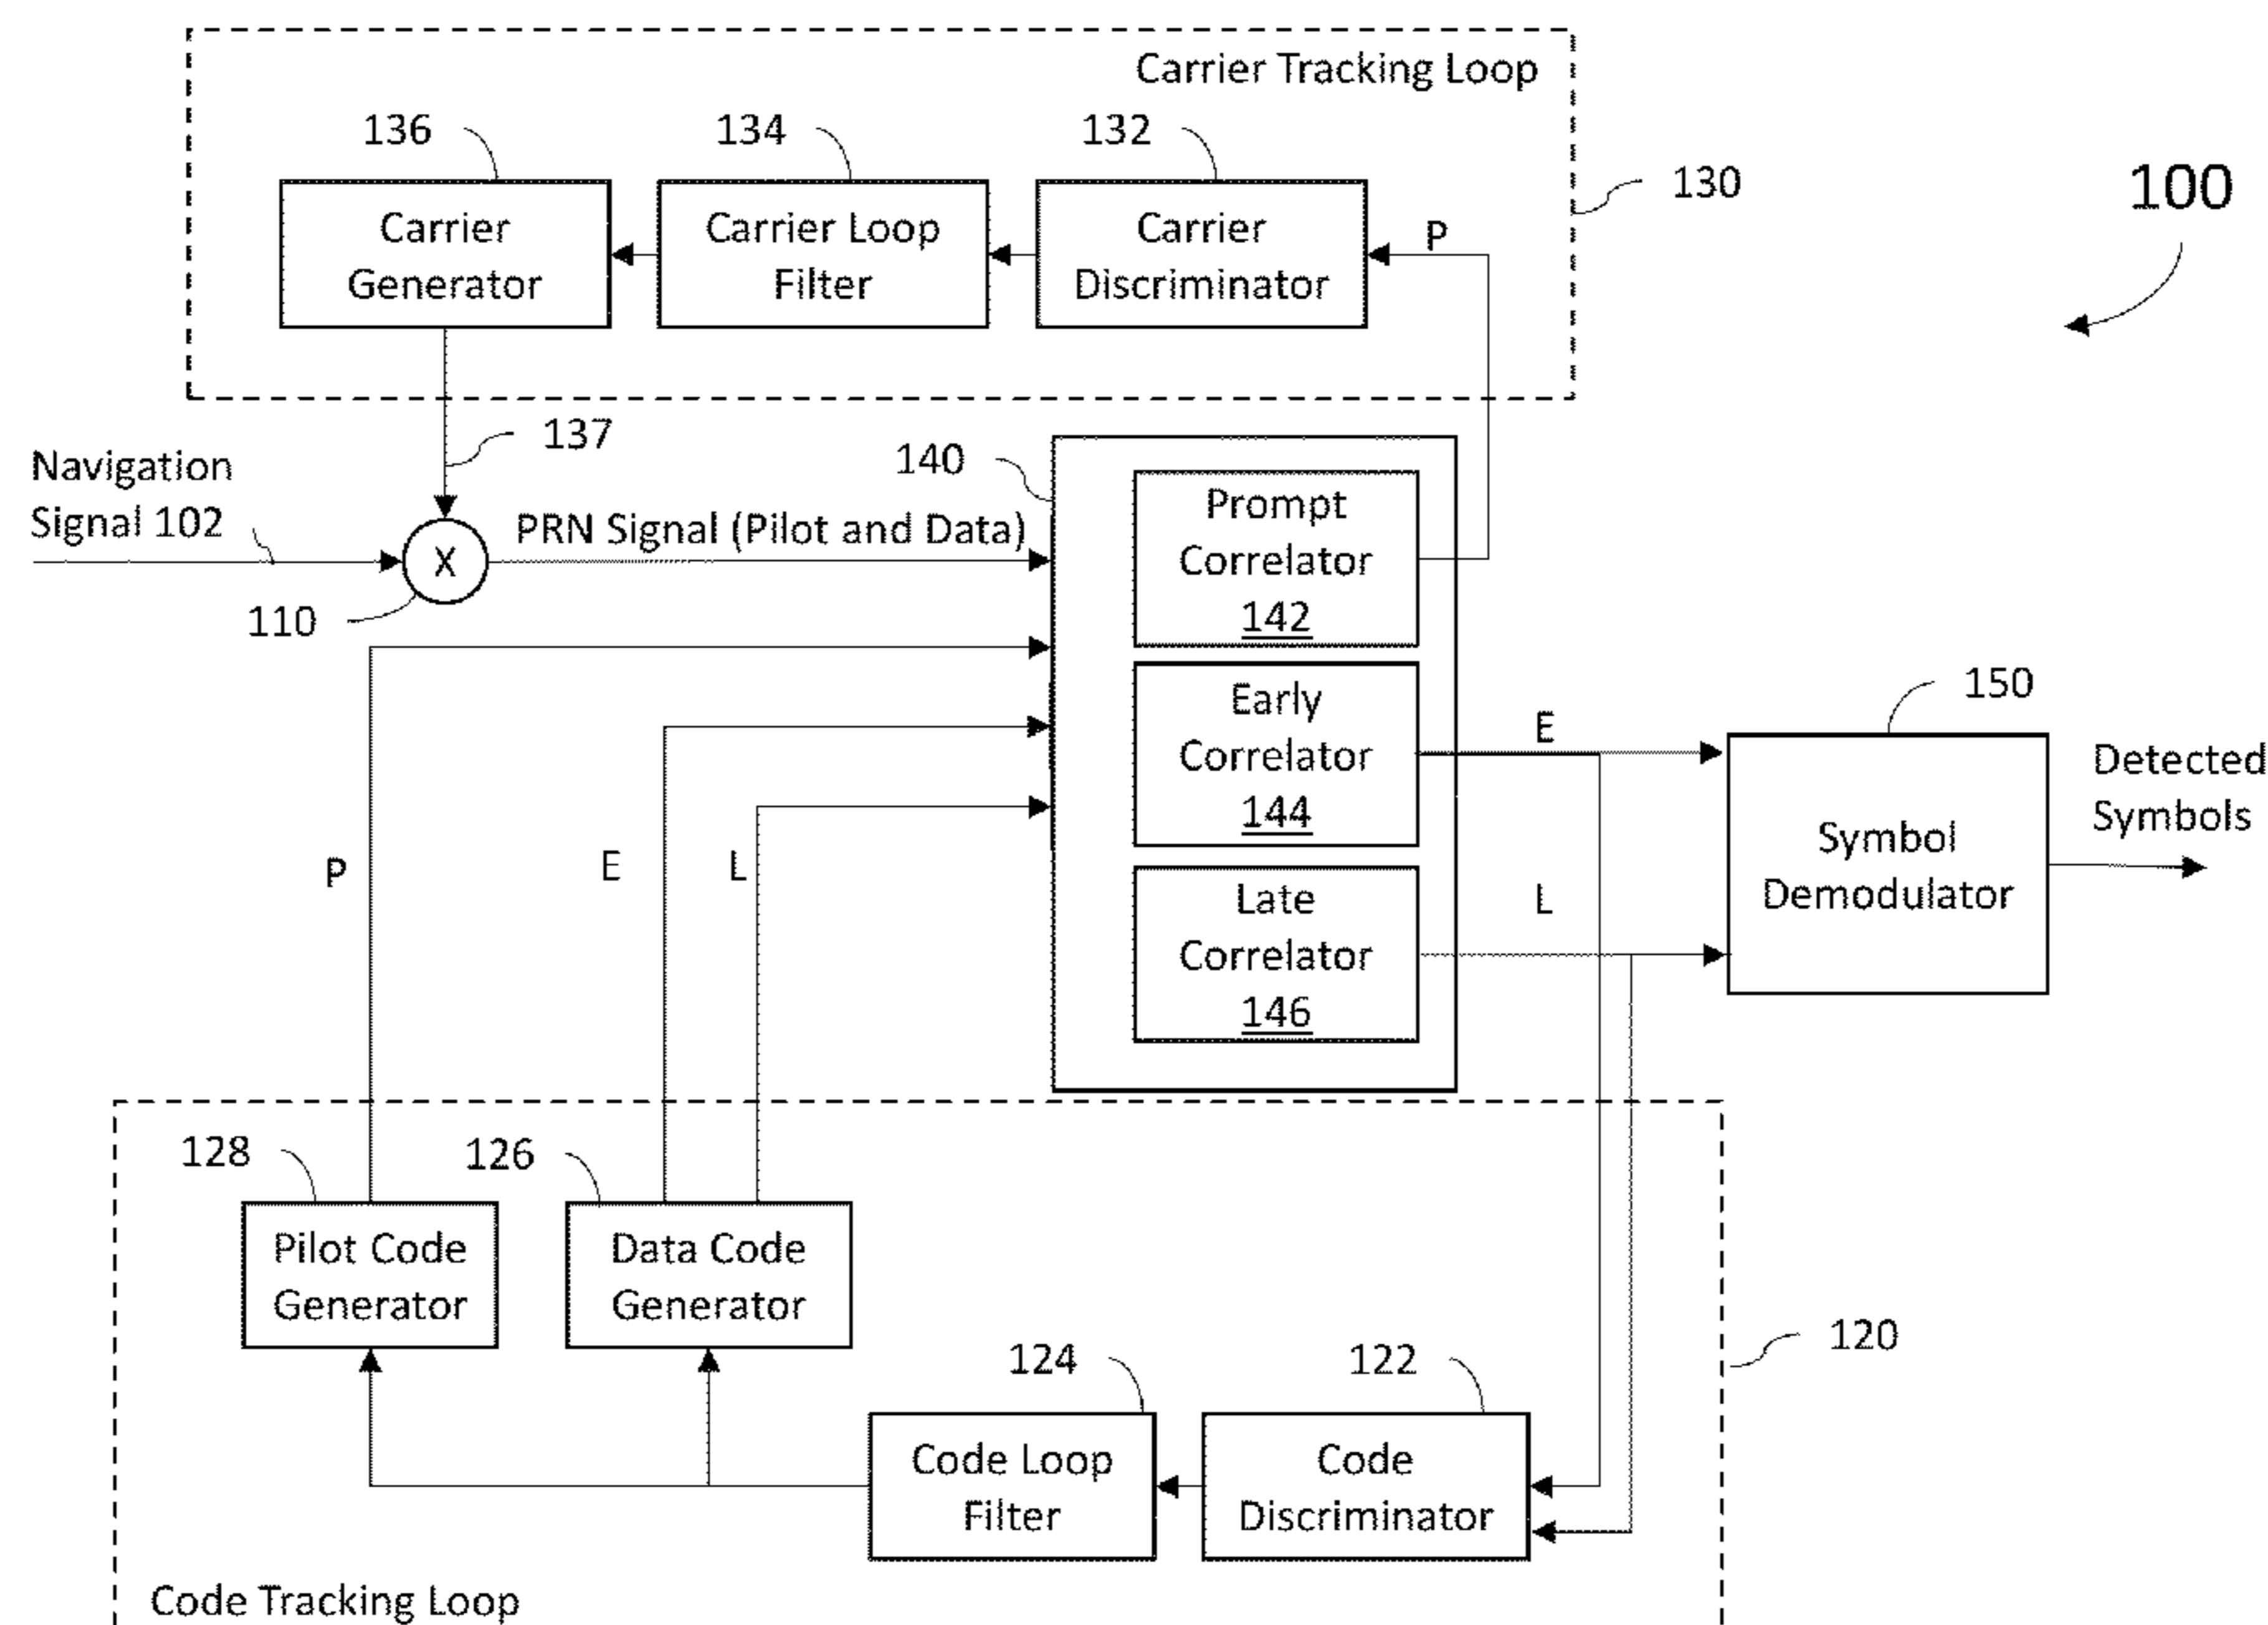 Carrier Tracking Loop
136
134
132
130
100
Carrier
Generator
Carrier Loop
Filter
Carrier
Discriminator
P
137
Navigation
Signal 102
110
X
PRN Signal (Pilot and Data)
140
Prompt
Correlator
142
Early
Correlator
144
Late
Correlator
146
E
L
150
Symbol
Demodulator
Detected
Symbols
P
E
L
128
126
Pilot Code
Generator
Data Code
Generator
120
124
122
Code Loop
Filter
Code
Discriminator
Code Tracking Loop